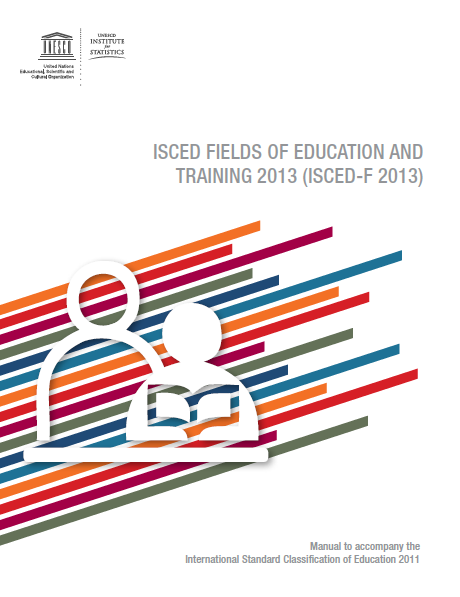 UNESCO
United Nations
Educational, Scientific and
Cultural Organization
UNESCO
INSTITUTE
for
STATISTICS
ISCED FIELDS OF EDUCATION AND
TRAINING 2013 (ISCED-F 2013)
Manual to accompany the
International Standard Classification of Education 2011